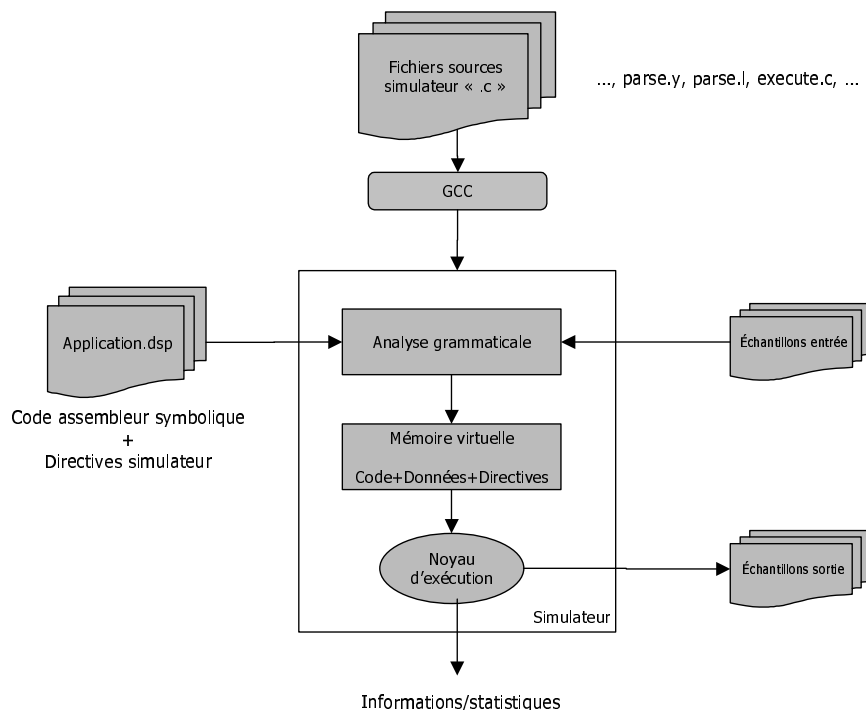 Fichiers sources
simulateur « .c »
..., parse.y, parse.l, execute.c, ...
GCC
Application.dsp
Analyse grammaticale
Échantillons entrée
Code assembleur symbolique
+
Directives simulateur
Mémoire virtuelle
Code+Données+Directives
Noyau
d'exécution
Échantillons sortie
Simulateur
Informations/statistiques